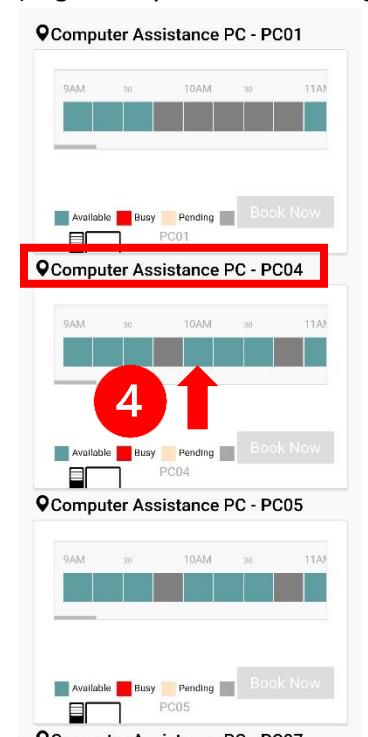 Computer Assistance PC - PC01
9AM 30 10AM 30 11AM
Available Busy Pending Book Now
PC01
Computer Assistance PC - PC04
9AM 30 10AM 30 11AM
4
Available Busy Pending Book Now
PC04
Computer Assistance PC - PC05
9AM 30 10AM 30 11AM
Available Busy Pending Book Now
PC05